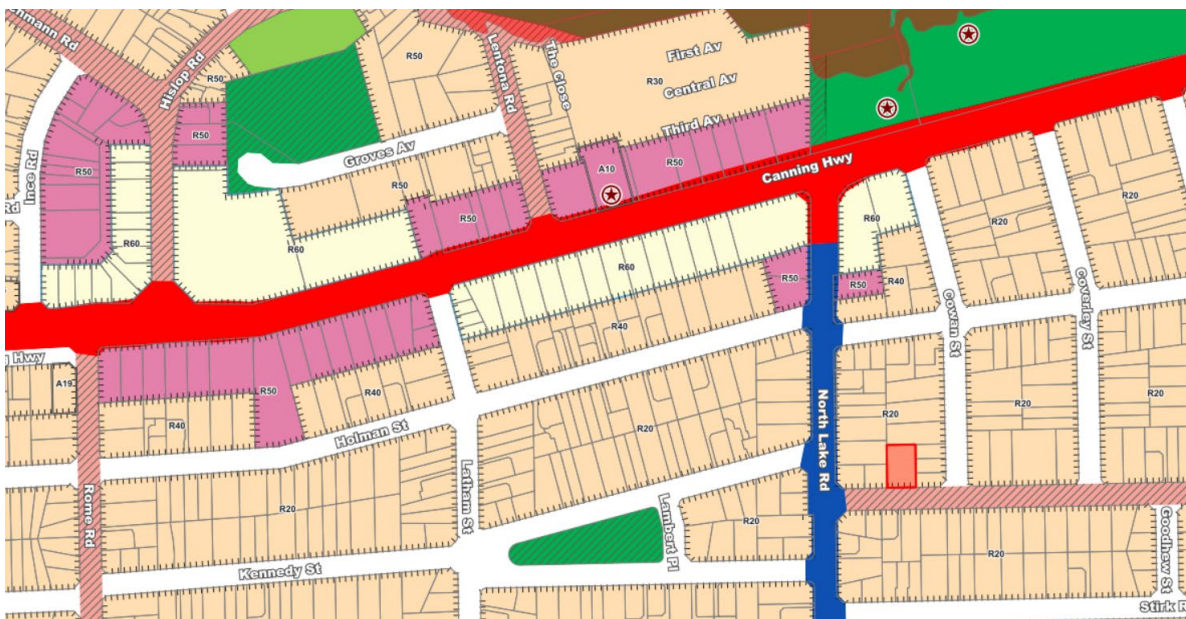 hmann Rd
Hislop Rd
R50
R50
Lentona Rd
The Close
First Av
R30
Central Av
Third Av
Ince Rd
R50
R50
Groves Av
R50
A10
R50
Canning Hwy
Rd
R60
R50
R60
R60
R20
R60
R50
R50
R40
R20
R40
Cowan St
Coverley St
g Hwy
A19
R50
R40
R40
Holman St
R20
R20
R20
R20
North Lake Rd
Rome Rd
Latham St
R20
Lambert Pl
R20
R20
Goodhew St
Kennedy St
Stirk R